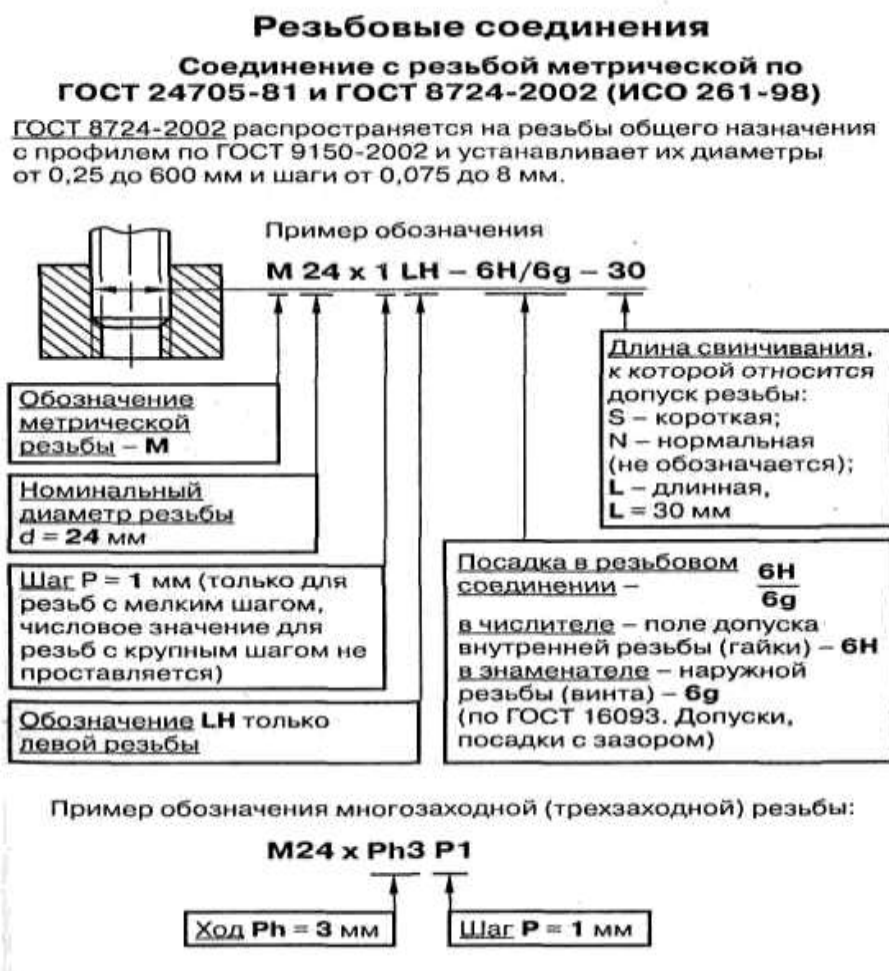 Резьбовые соединения
Соединение с резьбой метрической по
ГОСТ 24705-81 и ГОСТ 8724-2002 (ИСО 261-98)
ГОСТ 8724-2002 распространяется на резьбы общего назначения
с профилем по ГОСТ 9150-2002 и устанавливает их диаметры
от 0,25 до 600 мм и шаги от 0,075 до 8 мм.
Пример обозначения
М 24 х 1 LH – 6H/6g – 30
Обозначение
метрической
резьбы – М
Номинальный
диаметр резьбы
d = 24 мм
Шаг Р = 1 мм (только для
резьб с мелким шагом,
числовое значение для
резьб с крупным шагом не
проставляется)
Обозначение LH только
левой резьбы
Длина свинчивания,
к которой относится
допуск резьбы:
S – короткая;
N – нормальная
(не обозначается);
L – длинная,
L = 30 мм
Посадка в резьбовом
соединении – 6H/6g
в числителе – поле допуска
внутренней резьбы (гайки) – 6H
в знаменателе – наружной
резьбы (винта) – 6g
(по ГОСТ 16093. Допуски,
посадки с зазором)
Пример обозначения многозаходной (трехзаходной) резьбы:
М24 х Ph3 P1
Ход Ph = 3 мм
Шаг Р = 1 мм